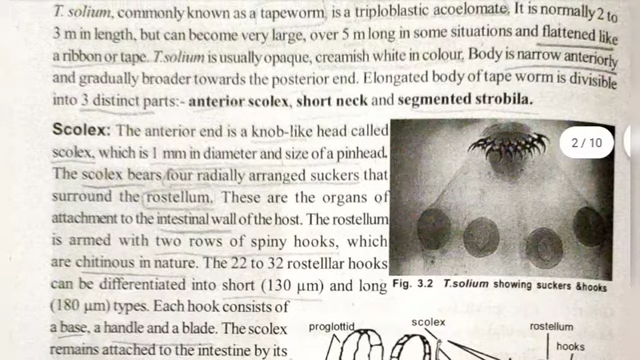 T. solium, commonly known as a tapeworm, is a triploblastic acoelomate. It is normally 2 to
3 m in length, but can become very large, over 5 m long in some situations and flattened like
a ribbon or tape. T.solium is usually opaque, creamish white in colour. Body is narrow anteriorly
and gradually broader towards the posterior end. Elongated body of tape worm is divisible
into 3 distinct parts:- anterior scolex, short neck and segmented strobila.
Scolex: The anterior end is a knob-like head called
scolex, which is 1 mm in diameter and size of a pinhead.
The scolex bears four radially arranged suckers that
surround the rostellum. These are the organs of
attachment to the intestinal wall of the host. The rostellum
is armed with two rows of spiny hooks, which
are chitinous in nature. The 22 to 32 rostelllar hooks
can be differentiated into short (130 μm) and long
(180 μm) types. Each hook consists of
a base, a handle and a blade. The scolex
remains attached to the intestine by its
2 / 10
Fig. 3.2 T.solium showing suckers &hooks
proglottid
scolex
rostellum
hooks